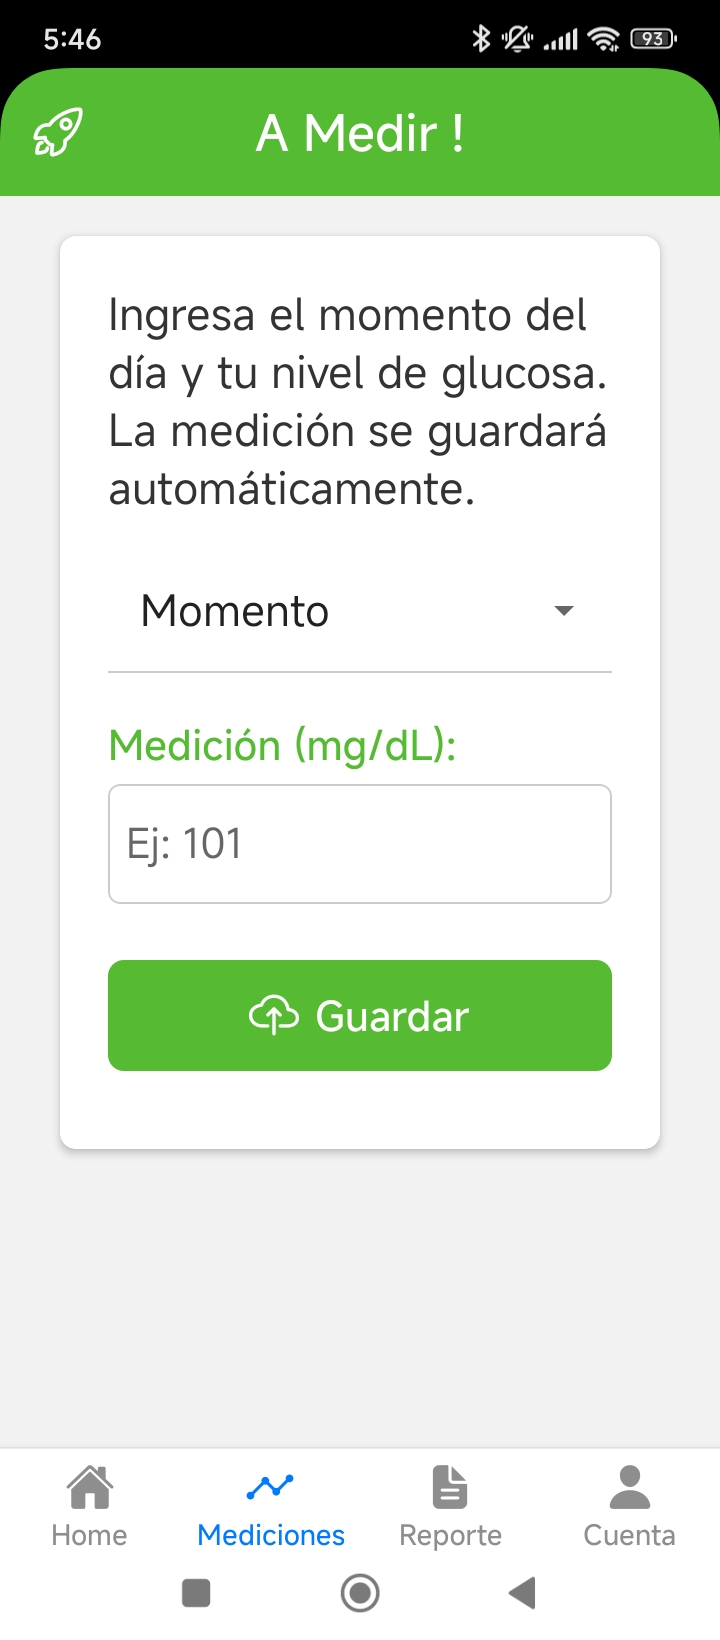 5:46
93
A Medir !
Ingresa el momento del
día y tu nivel de glucosa.
La medición se guardará
automáticamente.
Momento
Medición (mg/dL):
Ej: 101
Guardar
Home
Mediciones
Reporte
Cuenta